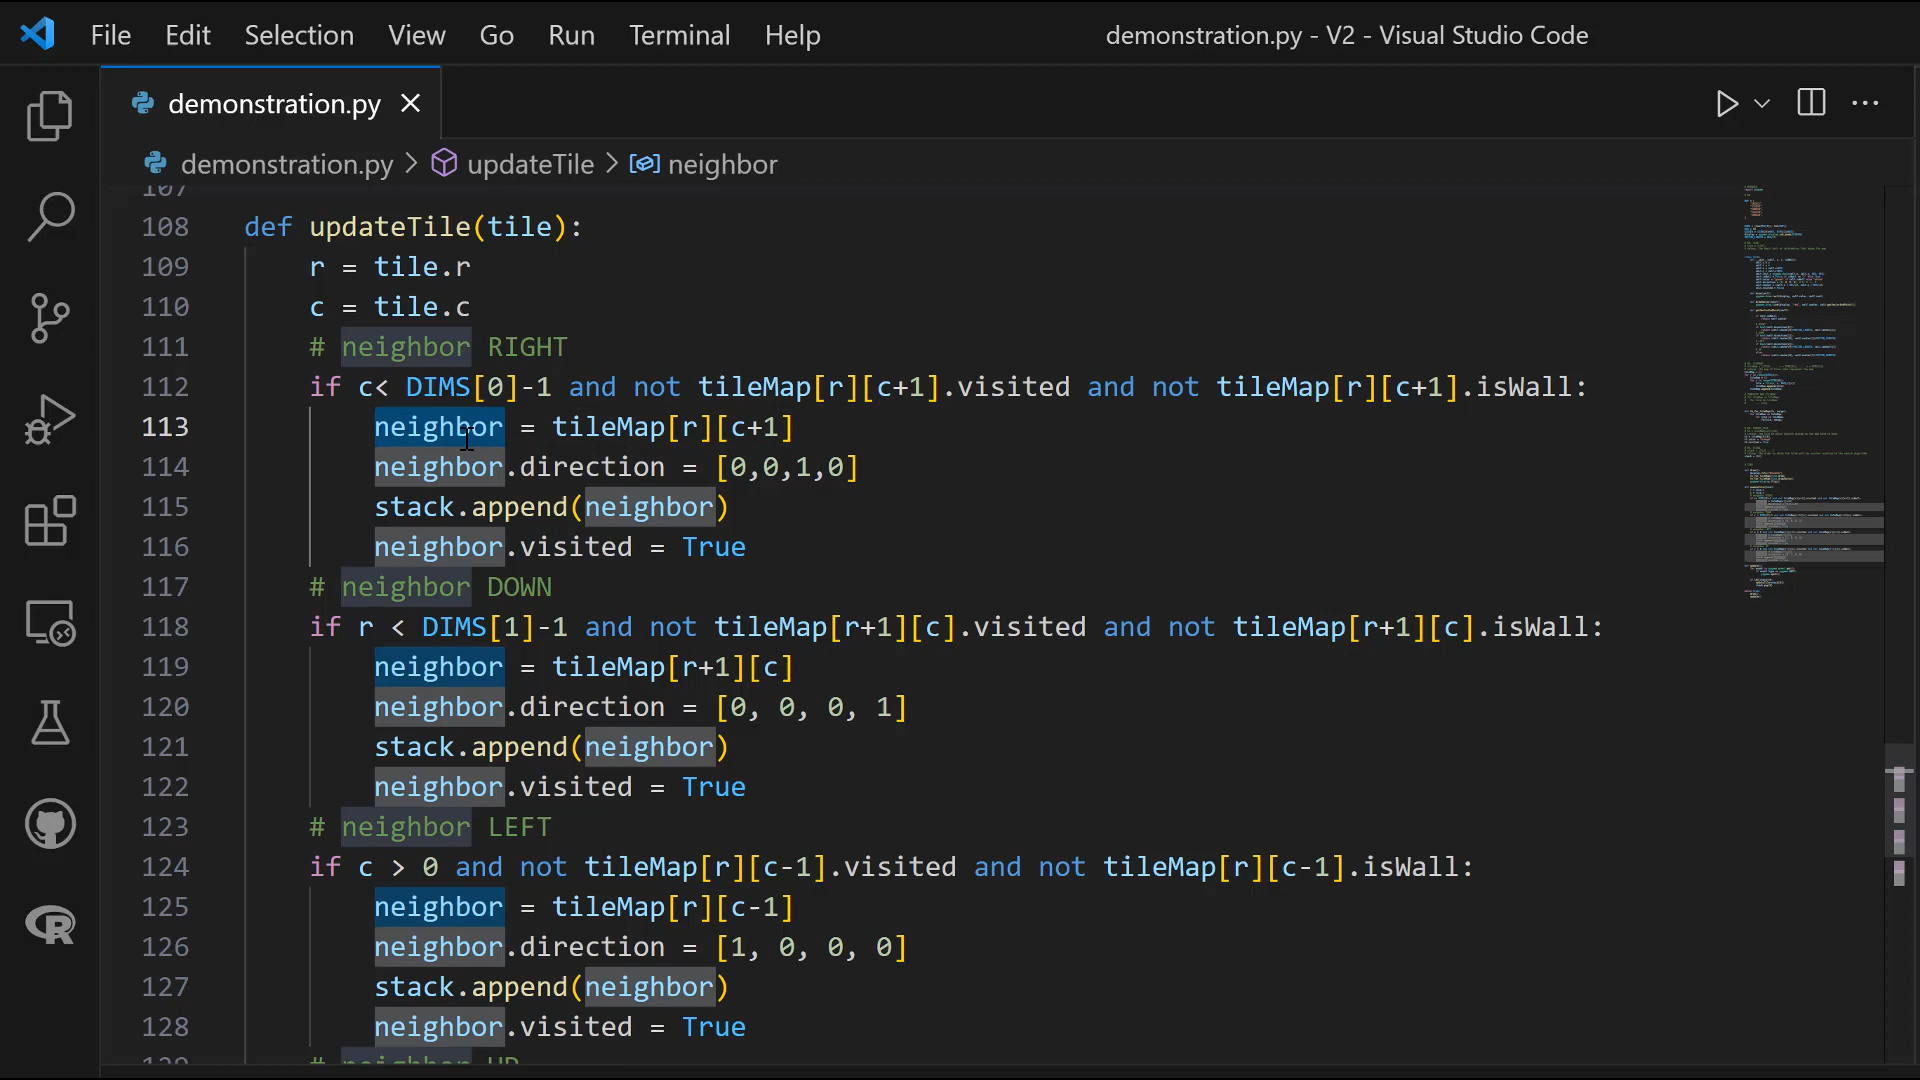 File Edit Selection View Go Run Terminal Help demonstration.py - V2 - Visual Studio Code
demonstration.py
demonstration.py > updateTile > neighbor
107
108 def updateTile(tile):
109 r = tile.r
110 c = tile.c
111 # neighbor RIGHT
112 if c< DIMS[0]-1 and not tileMap[r][c+1].visited and not tileMap[r][c+1].isWall:
113 neighbor = tileMap[r][c+1]
114 neighbor.direction = [0,0,1,0]
115 stack.append(neighbor)
116 neighbor.visited = True
117 # neighbor DOWN
118 if r < DIMS[1]-1 and not tileMap[r+1][c].visited and not tileMap[r+1][c].isWall:
119 neighbor = tileMap[r+1][c]
120 neighbor.direction = [0, 0, 0, 1]
121 stack.append(neighbor)
122 neighbor.visited = True
123 # neighbor LEFT
124 if c > 0 and not tileMap[r][c-1].visited and not tileMap[r][c-1].isWall:
125 neighbor = tileMap[r][c-1]
126 neighbor.direction = [1, 0, 0, 0]
127 stack.append(neighbor)
128 neighbor.visited = True
129 # neighbor UP